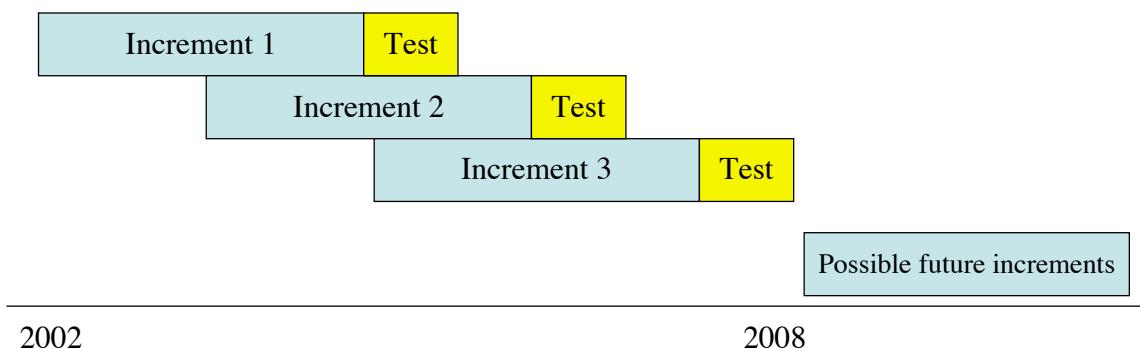 Increment 1
Test
Increment 2
Test
Increment 3
Test
Possible future increments
2002
2008